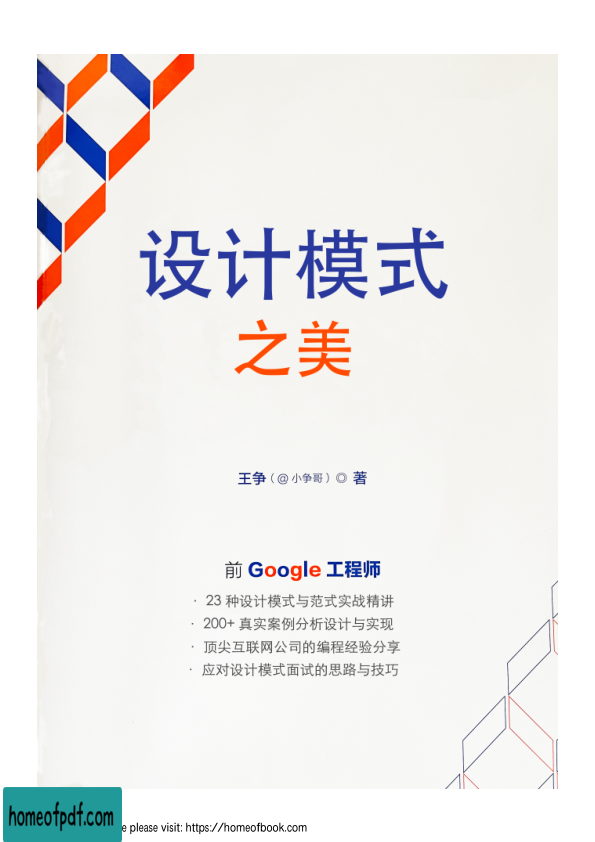 设计模式
之美
王争(@小争哥)◎ 著
前 Google 工程师
· 23 种设计模式与范式实战精讲
· 200+ 真实案例分析设计与实现
· 顶尖互联网公司的编程经验分享
· 应对设计模式面试的思路与技巧
homeofpdf.com
e please visit: https://homeofbook.com